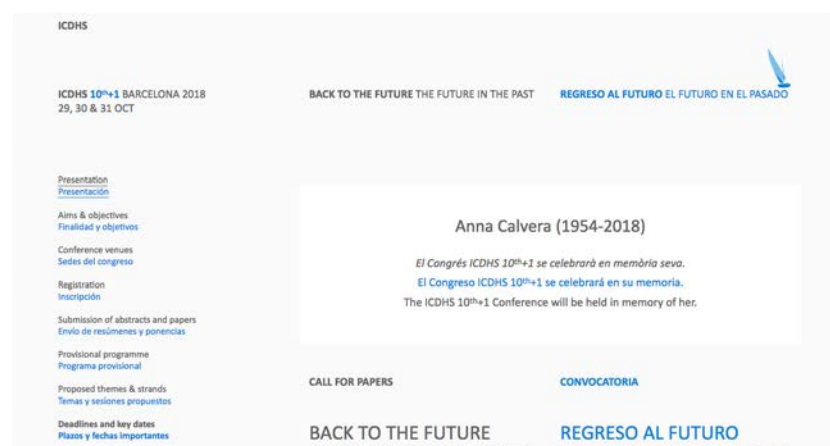 ICDHS
ICDHS 10th+1 BARCELONA 2018
29, 30 & 31 OCT
BACK TO THE FUTURE THE FUTURE IN THE PAST
REGRESO AL FUTURO EL FUTURO EN EL PASADO
Presentation
Presentación
Aims & objectives
Finalidad y objetivos
Conference venues
Sedes del congreso
Registration
Inscripción
Submission of abstracts and papers
Envío de resúmenes y ponencias
Provisional programme
Programa provisional
Proposed themes & strands
Temas y sesiones propuestos
Deadlines and key dates
Plazos y fechas importantes
Anna Calvera (1954-2018)
El Congrés ICDHS 10th+1 se celebrarà en memòria seva.
El Congreso ICDHS 10th+1 se celebrará en su memoria.
The ICDHS 10th+1 Conference will be held in memory of her.
CALL FOR PAPERS
BACK TO THE FUTURE
CONVOCATORIA
REGRESO AL FUTURO